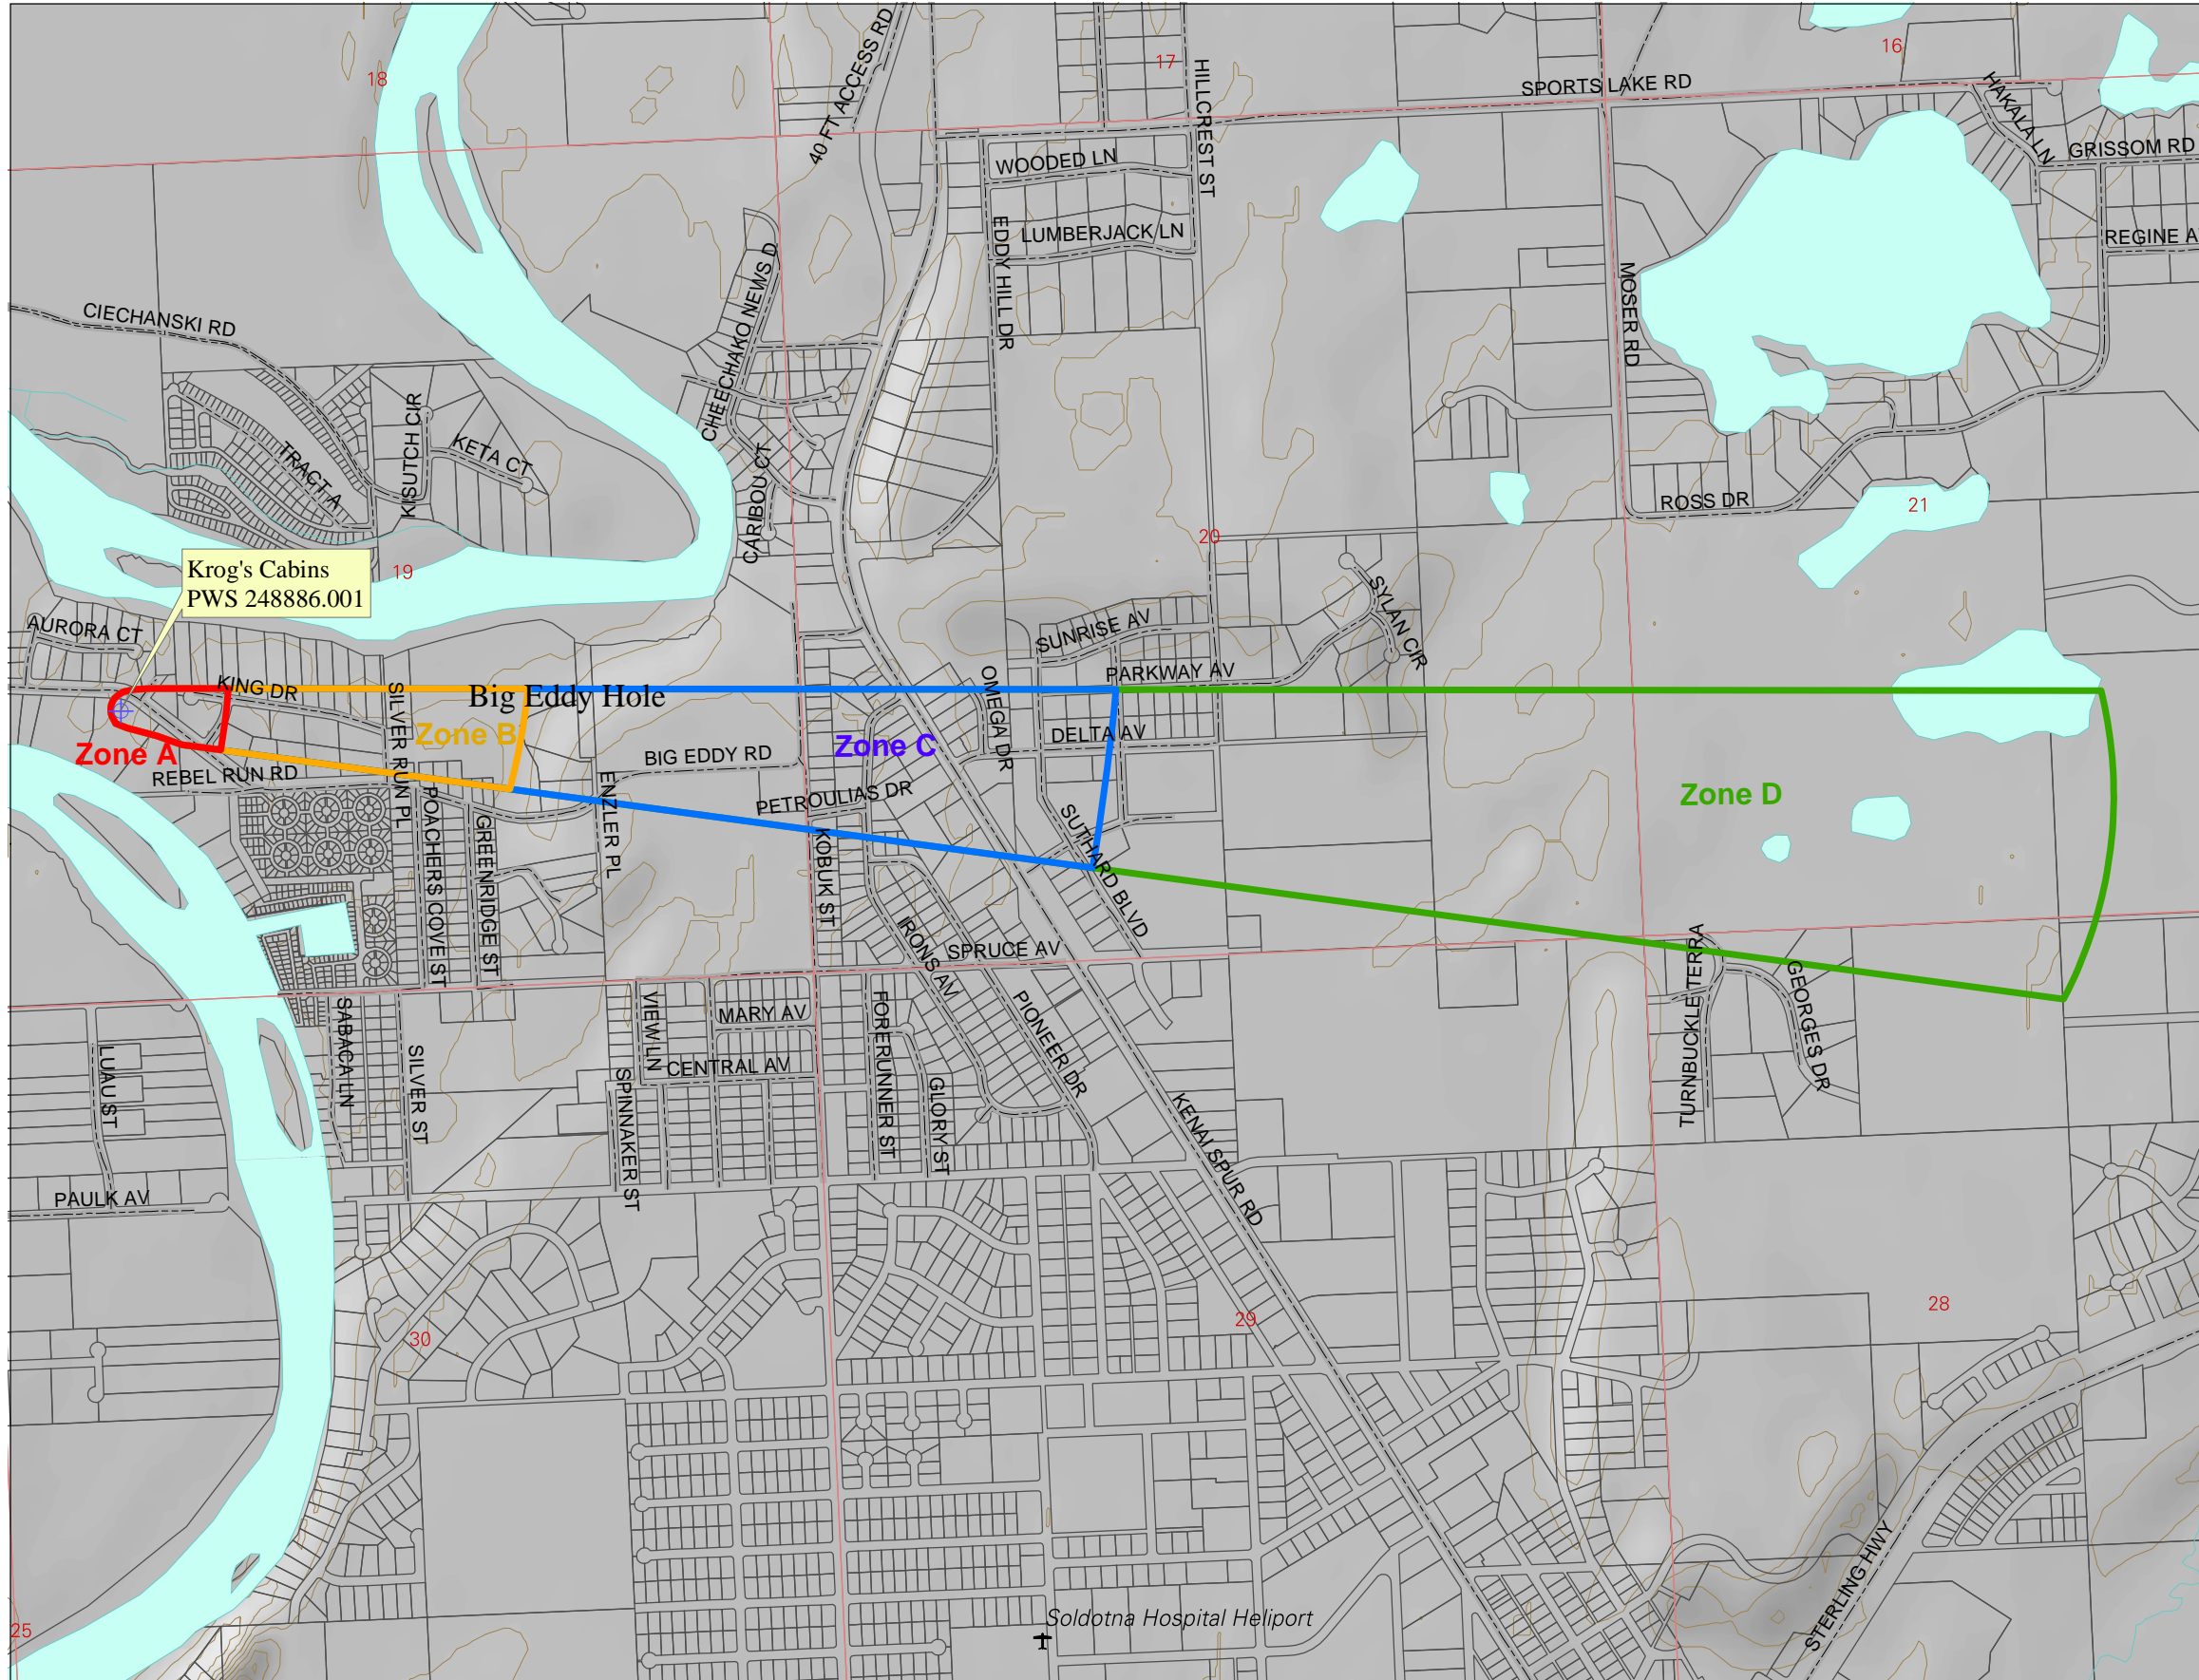 18
17
16
40 FT ACCESS RD
HILLCREST ST
SPORTS LAKE RD
HAKALA LN
GRISSOM RD
WOODED LN
LUMBERJACK LN
EDDY HILL DR
REGINE A
MOSER RD
CIECHANSKI RD
CHEECHAKO NEWS D
KISUTCH CIR
KETA CT
TRACT A
CARIBOU CT
ROSS DR
21
20
19
Krog's Cabins
PWS 248886.001
AURORA CT
SUNRISE AV
SYLAN CIR
PARKWAY AV
OMEGA DR
KING DR
SILVER RUN PL
Big Eddy Hole
Zone A
Zone B
Zone C
Zone D
DELTA AV
BIG EDDY RD
REBEL RUN RD
ENZLER PL
PETROULIAS DR
POACHERS COVE ST
GREENRIDGE ST
KOBUK ST
SUTHARD BLVD
IRONS AV
SPRUCE AV
TURNBUCKLE TERRA
GEORGES DR
SABACA LN
VIEW LN
MARY AV
FORERUNNER ST
PIONEER DR
LUAU ST
SILVER ST
CENTRAL AV
SPINNAKER ST
GLORY ST
KENAI SPUR RD
PAULK AV
30
29
28
STERLING HWY
Soldotna Hospital Heliport
25